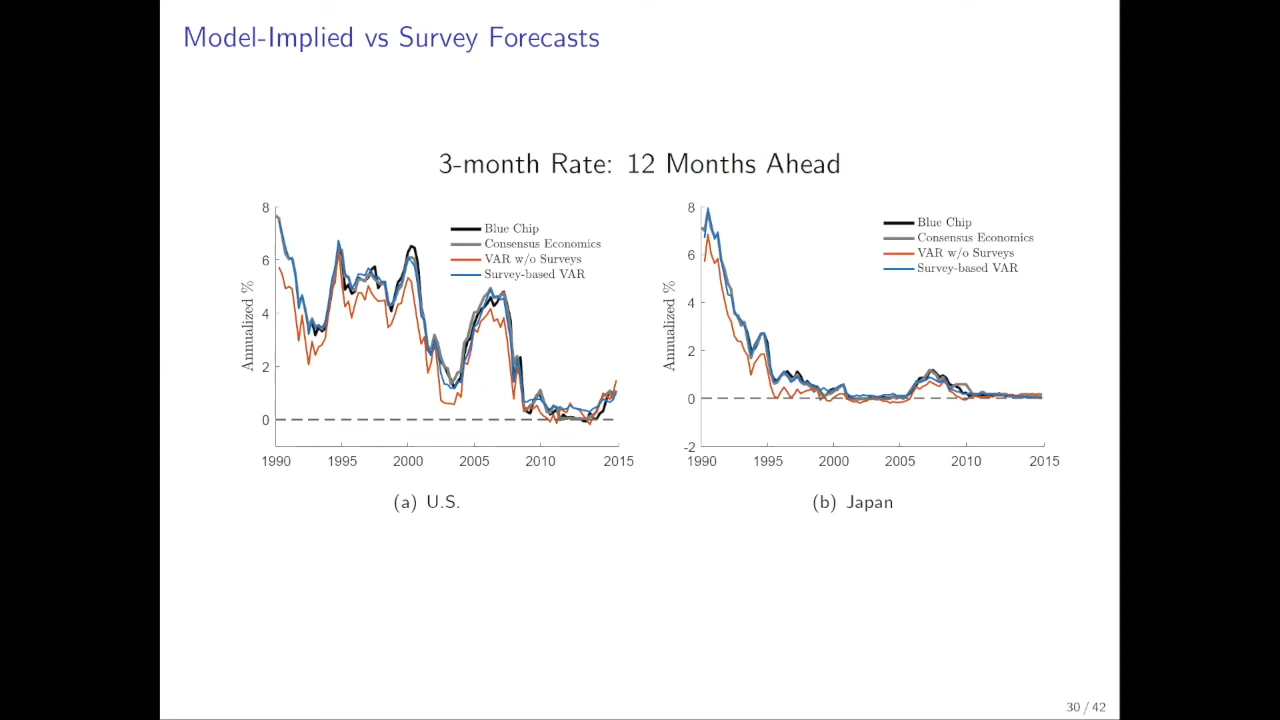 Model-Implied vs Survey Forecasts
3-month Rate: 12 Months Ahead
8
6
4
2
0
Annualized %
Blue Chip
Consensus Economics
VAR w/o Surveys
Survey-based VAR
1990 1995 2000 2005 2010 2015
(a) U.S.
8
6
4
2
0
-2
Annualized %
Blue Chip
Consensus Economics
VAR w/o Surveys
Survey-based VAR
1990 1995 2000 2005 2010 2015
(b) Japan
30 / 42